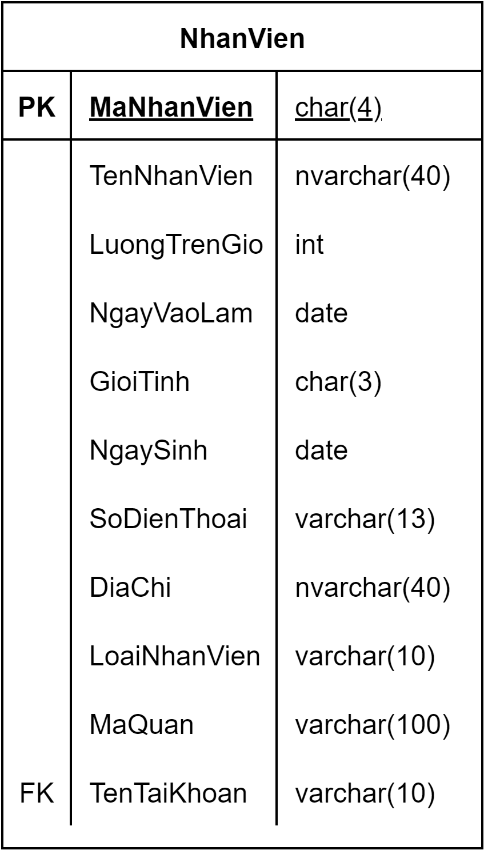 NhanVien
PK MaNhanVien char(4)
TenNhanVien nvarchar(40)
LuongTrenGio int
NgayVaoLam date
GioiTinh char(3)
NgaySinh date
SoDienThoai varchar(13)
DiaChi nvarchar(40)
LoaiNhanVien varchar(10)
MaQuan varchar(100)
FK TenTaiKhoan varchar(10)